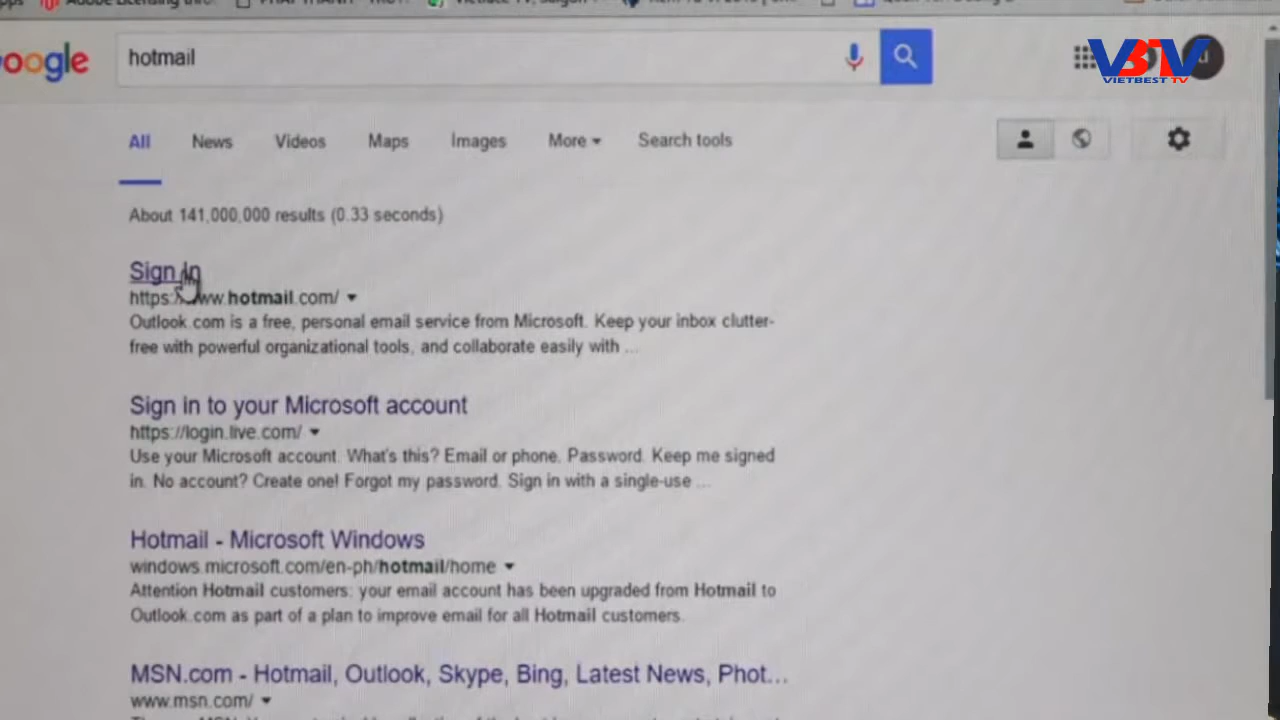 Google
hotmail
VBTV
VIETBEST TV
All News Videos Maps Images More Search tools
About 141,000,000 results (0.33 seconds)
Sign in
https://www.hotmail.com/
Outlook.com is a free, personal email service from Microsoft. Keep your inbox clutter-
free with powerful organizational tools, and collaborate easily with ...
Sign in to your Microsoft account
https://login.live.com/
Use your Microsoft account. What's this? Email or phone. Password. Keep me signed
in. No account? Create one! Forgot my password. Sign in with a single-use ...
Hotmail - Microsoft Windows
windows.microsoft.com/en-ph/hotmail/home
Attention Hotmail customers: your email account has been upgraded from Hotmail to
Outlook.com as part of a plan to improve email for all Hotmail customers.
MSN.com - Hotmail, Outlook, Skype, Bing, Latest News, Phot...
www.msn.com/